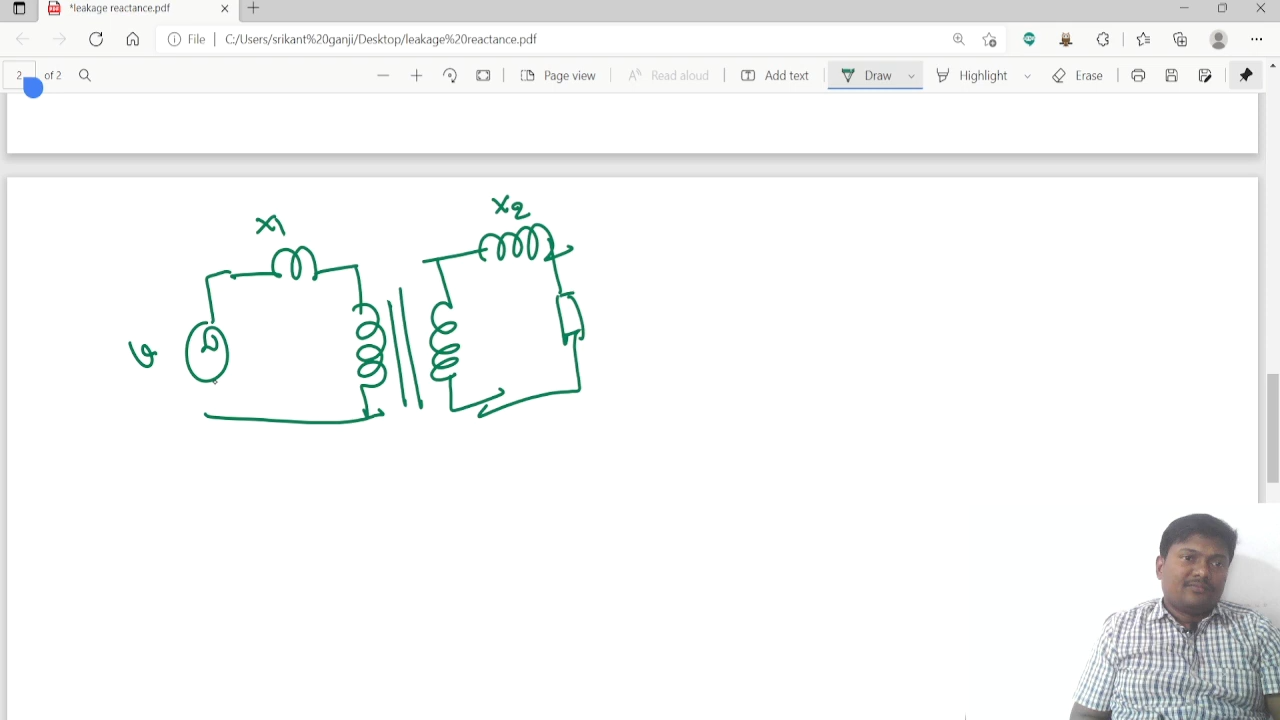 *leakage reactance.pdf
File | C:/Users/srikant%20ganji/Desktop/leakage%20reactance.pdf
2 of 2 Page view Read aloud Add text Draw Highlight Erase
X1
X2